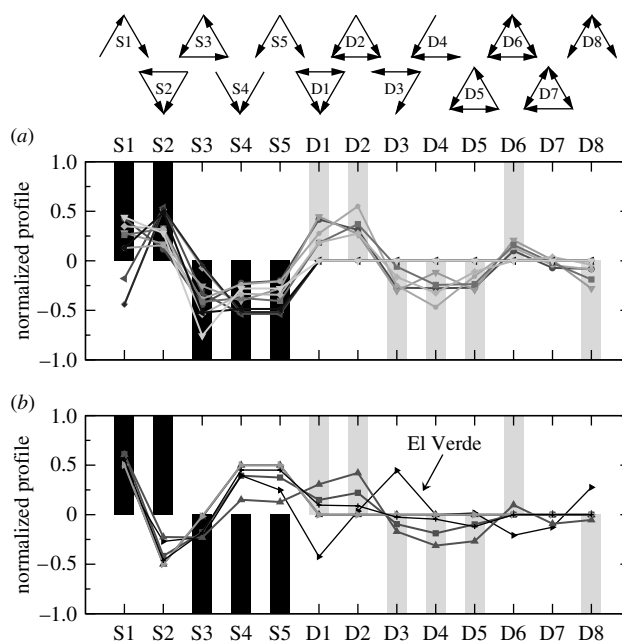 S1 S3 S5 D2 D4 D6 D8
S2 S4 D1 D3 D5 D7
(a) S1 S2 S3 S4 S5 D1 D2 D3 D4 D5 D6 D7 D8
1.0
0.5
0
−0.5
−1.0
normalized profile
(b)
1.0
0.5
0
−0.5
−1.0
normalized profile
El Verde
S1 S2 S3 S4 S5 D1 D2 D3 D4 D5 D6 D7 D8